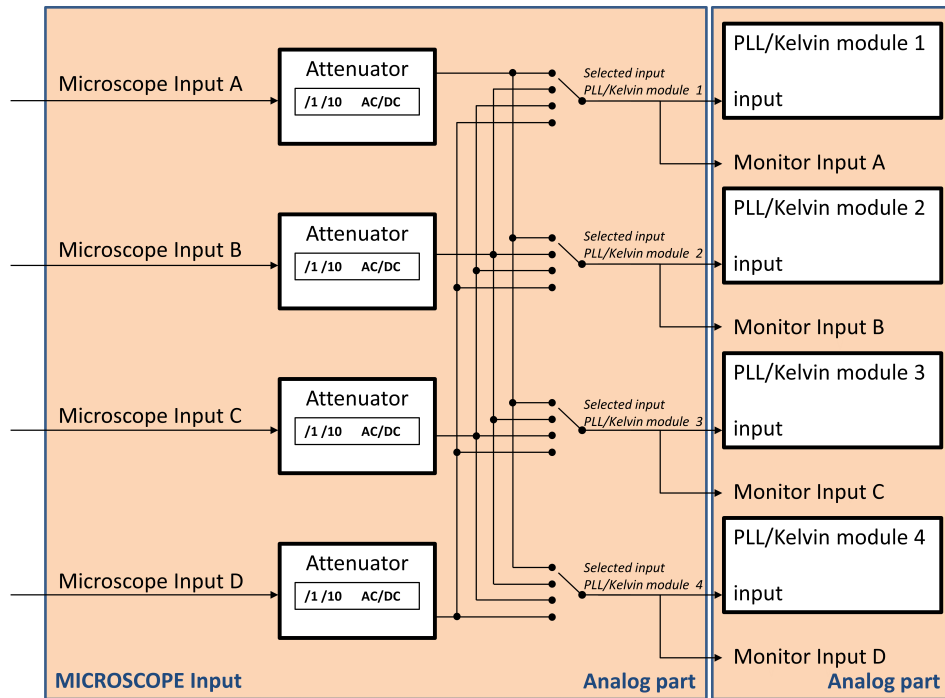 PLL/Kelvin module 1
Attenuator
Selected input
Microscope Input A
PLL/Kelvin module 1
/1 /10 AC/DC
input
Monitor Input A
PLL/Kelvin module 2
Attenuator
Selected input
Microscope Input B
PLL/Kelvin module 2
/1 /10 AC/DC
input
Monitor Input B
PLL/Kelvin module 3
Attenuator
Selected input
Microscope Input C
PLL/Kelvin module 3
/1 /10 AC/DC
input
Monitor Input C
PLL/Kelvin module 4
Attenuator
Selected input
Microscope Input D
PLL/Kelvin module 4
/1 /10 AC/DC
input
Monitor Input D
MICROSCOPE Input
Analog part
Analog part